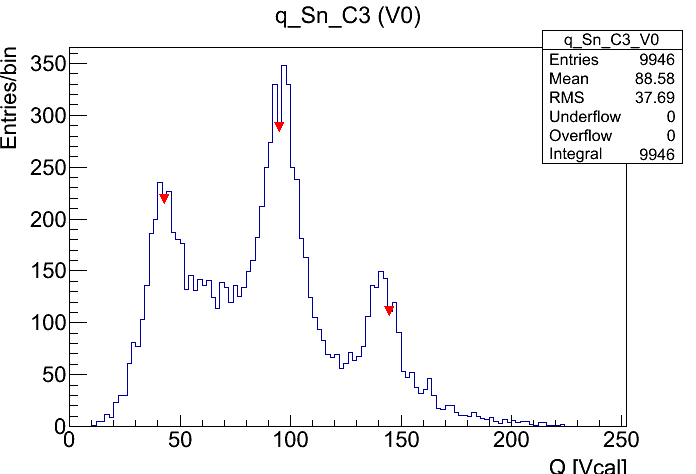 q_Sn_C3 (V0)
Entries/bin
q_Sn_C3_V0
Entries 9946
Mean 88.58
RMS 37.69
Underflow 0
Overflow 0
Integral 9946
350
300
250
200
150
100
50
0
0 50 100 150 200 250
Q [Vcal]